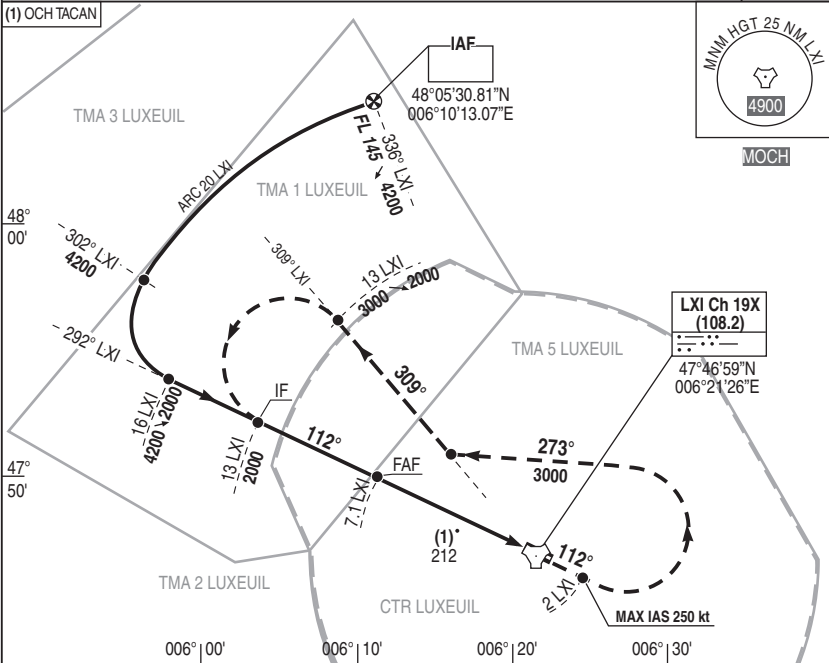 (1) OCH TACAN
IAF
48°05'30.81"N
006°10'13.07"E
MNM HGT 25 NM LXI
4900
MOCH
TMA 3 LUXEUIL
ARC 20 LXI
TMA 1 LUXEUIL
336° LXI
FL 145 4200
48°
00'
302° LXI
4200
309° LXI
13 LXI
3000 2000
292° LXI
TMA 5 LUXEUIL
LXI Ch 19X
(108.2)
47°46'59"N
006°21'26"E
16 LXI
4200 2000
IF
309°
13 LXI
2000
112°
FAF
273°
3000
47°
50'
7.1 LXI
(1)
212
112°
2 LXI
TMA 2 LUXEUIL
CTR LUXEUIL
MAX IAS 250 kt
006° 00'
006° 10'
006° 20'
006° 30'